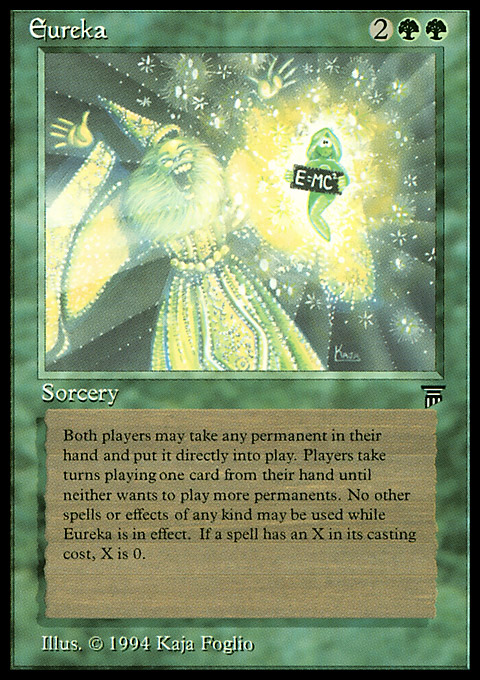 Eureka 2
E=MC²
KAJA
Sorcery
Both players may take any permanent in their
hand and put it directly into play. Players take
turns playing one card from their hand until
neither wants to play more permanents. No other
spells or effects of any kind may be used while
Eureka is in effect. If a spell has an X in its casting
cost, X is 0.
Illus. © 1994 Kaja Foglio